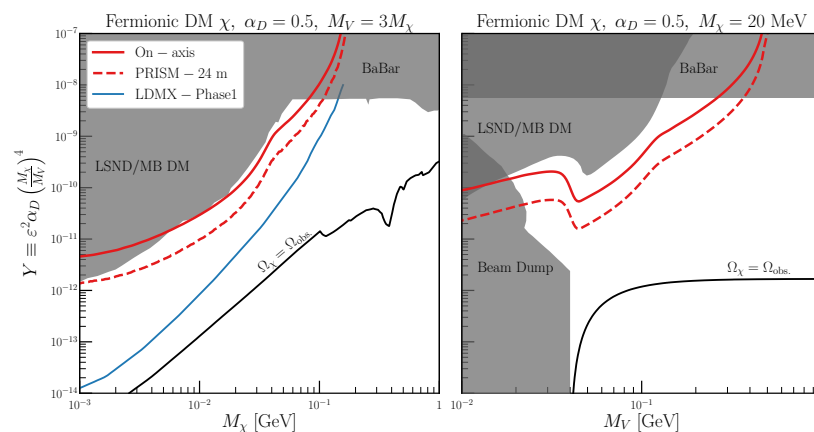 Fermionic DM χ, α_D = 0.5, M_V = 3M_χ
On − axis
PRISM − 24 m
LDMX − Phase1
BaBar
LSND/MB DM
Ω_χ = Ω_obs.
Y ≡ ε²α_D (M_χ/M_V)⁴
10⁻⁷
10⁻⁸
10⁻⁹
10⁻¹⁰
10⁻¹¹
10⁻¹²
10⁻¹³
10⁻¹⁴
10⁻³
10⁻²
10⁻¹
1
M_χ [GeV]
Fermionic DM χ, α_D = 0.5, M_χ = 20 MeV
BaBar
LSND/MB DM
Beam Dump
Ω_χ = Ω_obs.
10⁻²
10⁻¹
M_V [GeV]